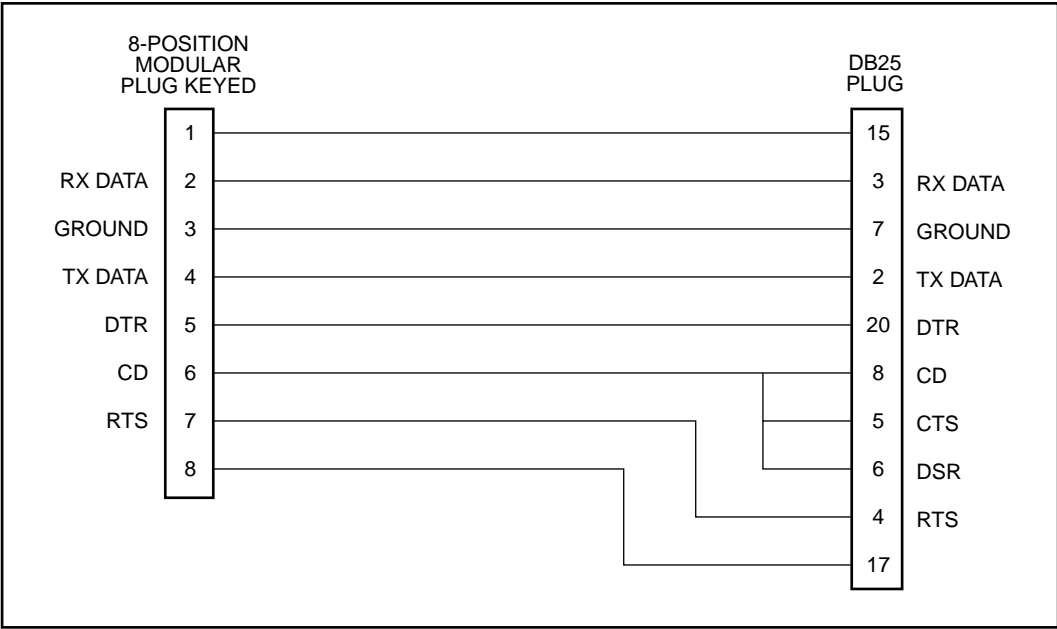 8-POSITION
MODULAR
PLUG KEYED
DB25
PLUG
1 15
RX DATA 2 3 RX DATA
GROUND 3 7 GROUND
TX DATA 4 2 TX DATA
DTR 5 20 DTR
CD 6 8 CD
RTS 7 5 CTS
8 6 DSR
4 RTS
17